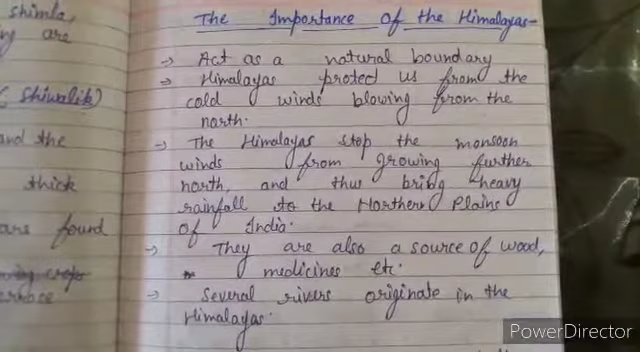 The Importance of the Himalayas-
→ Act as a natural boundary
→ Himalayas protect us from the
cold winds blowing from the
north.
→ The Himalayas stop the monsoon
winds from growing further
north, and thus bring heavy
rainfall to the Northern Plains
of India.
→ They are also a source of wood,
medicines etc.
→ Several rivers originate in the
Himalayas.
shimla,
are
(Shiwalik)
and the
thick
are found
PowerDirector